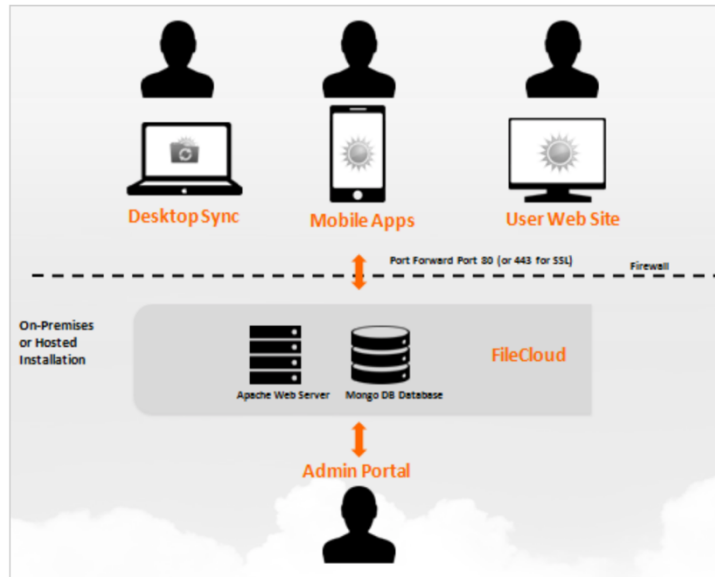 Desktop Sync
Mobile Apps
User Web Site
Port Forward Port 80 (or 443 for SSL)
Firewall
On-Premises
or Hosted
Installation
FileCloud
Apache Web Server
Mongo DB Database
Admin Portal